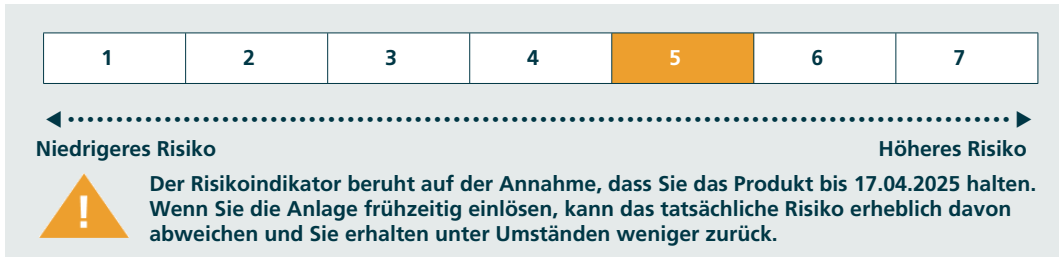 1 2 3 4 5 6 7
Niedrigeres Risiko Höheres Risiko
Der Risikoindikator beruht auf der Annahme, dass Sie das Produkt bis 17.04.2025 halten.
Wenn Sie die Anlage frühzeitig einlösen, kann das tatsächliche Risiko erheblich davon
abweichen und Sie erhalten unter Umständen weniger zurück.